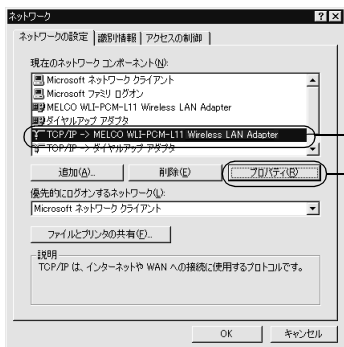 ネットワーク
ネットワークの設定 識別情報 アクセスの制御
現在のネットワーク コンポーネント(N):
Microsoft ネットワーク クライアント
Microsoft ファミリ ログオン
MELCO WLI-PCM-L11 Wireless LAN Adapter
ダイヤルアップ アダプタ
TCP/IP -> MELCO WLI-PCM-L11 Wireless LAN Adapter
TCP/IP -> ダイヤルアップ アダプタ
追加(A)... 削除(E) プロパティ(R)
優先的にログオンするネットワーク(L):
Microsoft ネットワーク クライアント
ファイルとプリンタの共有(F)...
説明
TCP/IP は、インターネットや WAN への接続に使用するプロトコルです。
OK キャンセル